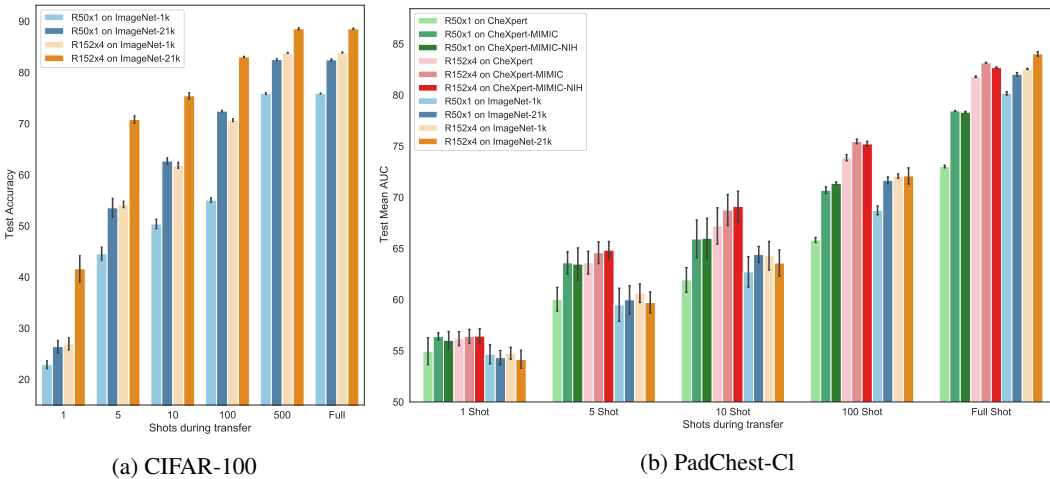 R50x1 on ImageNet-1k
R50x1 on ImageNet-21k
R152x4 on ImageNet-1k
R152x4 on ImageNet-21k
Test Accuracy
90
80
70
60
50
40
30
20
1 5 10 100 500 Full
Shots during transfer
(a) CIFAR-100
R50x1 on CheXpert
R50x1 on CheXpert-MIMIC
R50x1 on CheXpert-MIMIC-NIH
R152x4 on CheXpert
R152x4 on CheXpert-MIMIC
R152x4 on CheXpert-MIMIC-NIH
R50x1 on ImageNet-1k
R50x1 on ImageNet-21k
R152x4 on ImageNet-1k
R152x4 on ImageNet-21k
Test Mean AUC
85
80
75
70
65
60
55
50
1 Shot 5 Shot 10 Shot 100 Shot Full Shot
Shots during transfer
(b) PadChest-Cl